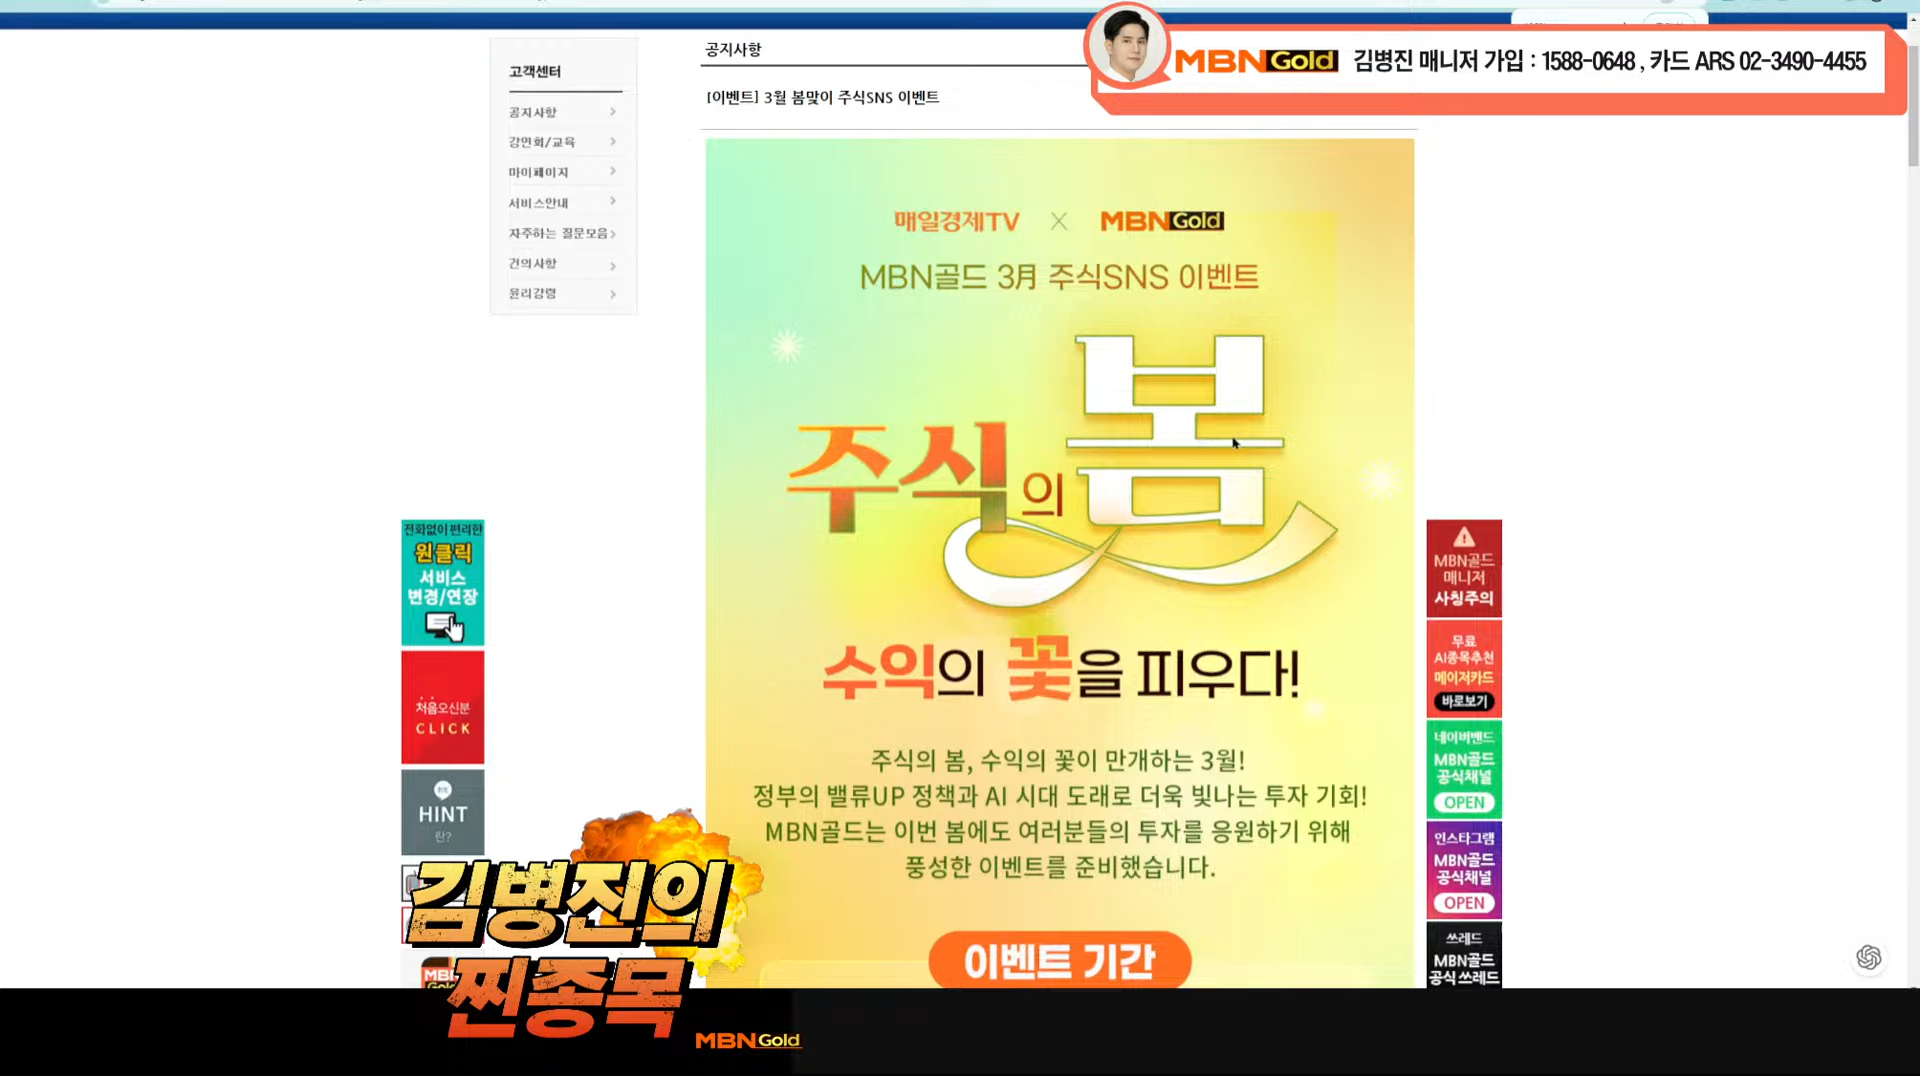 MBNGold 김병진 매니저 가입 : 1588-0648 , 카드 ARS 02-3490-4455
고객센터
공지사항
강연회/교육
마이페이지
서비스안내
자주하는 질문모음
건의사항
윤리강령
공지사항
[이벤트] 3월 봄맞이 주식SNS 이벤트
매일경제TV X MBNGold
MBN골드 3月 주식SNS 이벤트
주식의 봄
수익의 꽃을 피우다!
주식의 봄, 수익의 꽃이 만개하는 3월!
정부의 밸류UP 정책과 AI 시대 도래로 더욱 빛나는 투자 기회!
MBN골드는 이번 봄에도 여러분들의 투자를 응원하기 위해
풍성한 이벤트를 준비했습니다.
이벤트 기간
전화없이 편리한
원클릭
서비스
변경/연장
처음오신분
CLICK
HINT
란?
MBN골드
매니저
사칭주의
무료
AI종목추천
메이저카드
바로보기
네이버밴드
MBN골드
공식채널
OPEN
인스타그램
MBN골드
공식채널
OPEN
쓰레드
MBN골드
공식 쓰레드
김병진의
찐종목
MBNGold